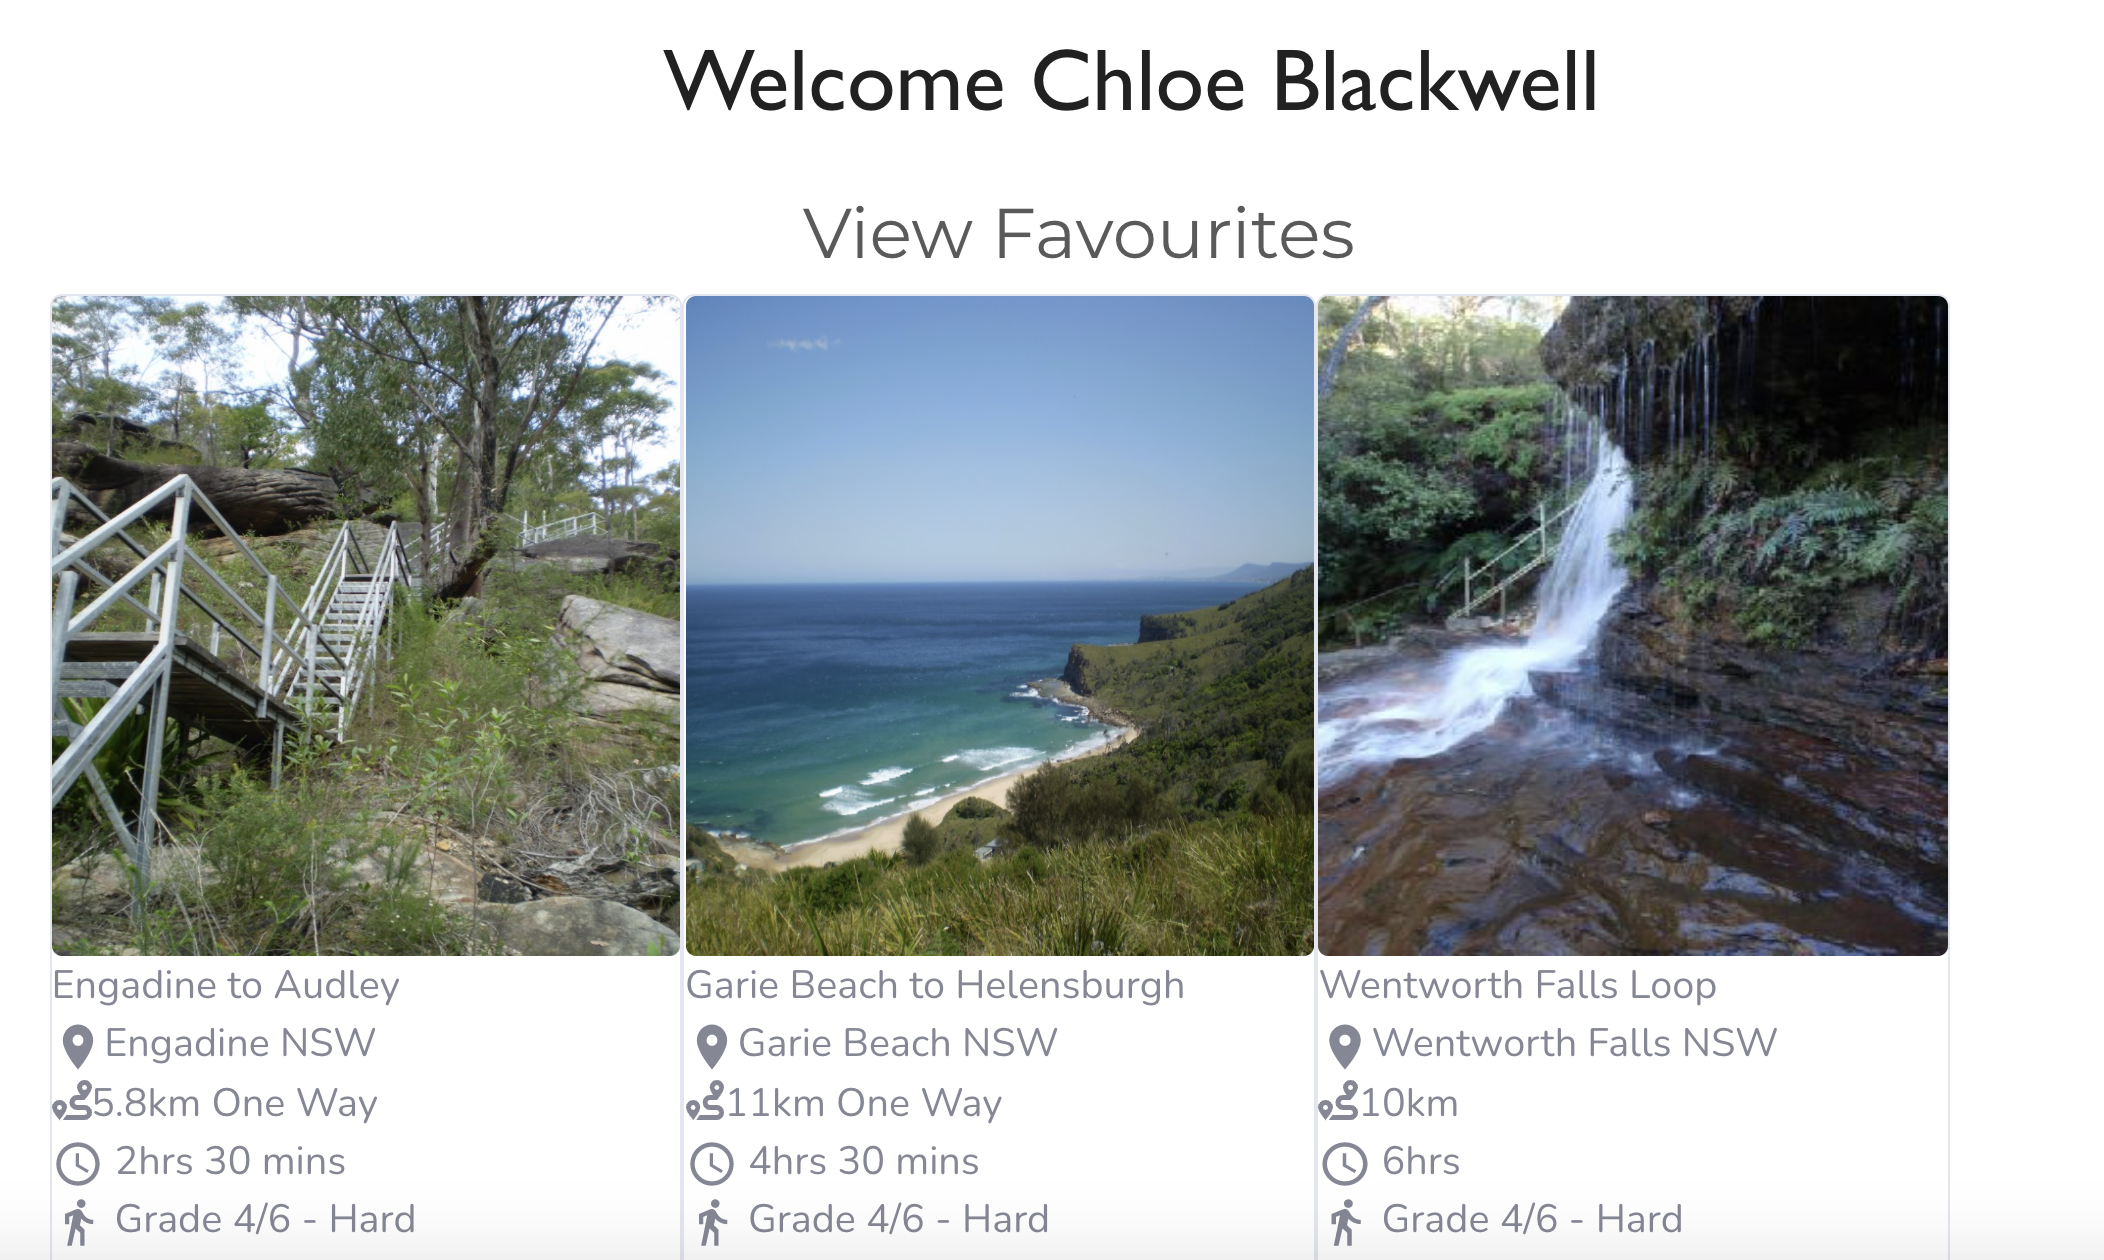 Welcome Chloe Blackwell
View Favourites
Engadine to Audley
Engadine NSW
5.8km One Way
2hrs 30 mins
Grade 4/6 - Hard
Garie Beach to Helensburgh
Garie Beach NSW
11km One Way
4hrs 30 mins
Grade 4/6 - Hard
Wentworth Falls Loop
Wentworth Falls NSW
10km
6hrs
Grade 4/6 - Hard